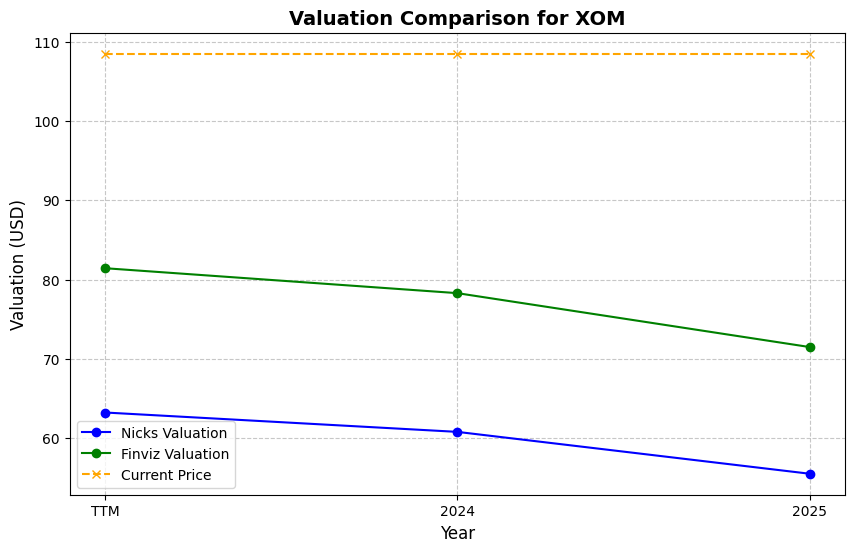 Valuation Comparison for XOM
Valuation (USD)
110
100
90
80
70
60
Nicks Valuation
Finviz Valuation
Current Price
TTM 2024 2025
Year